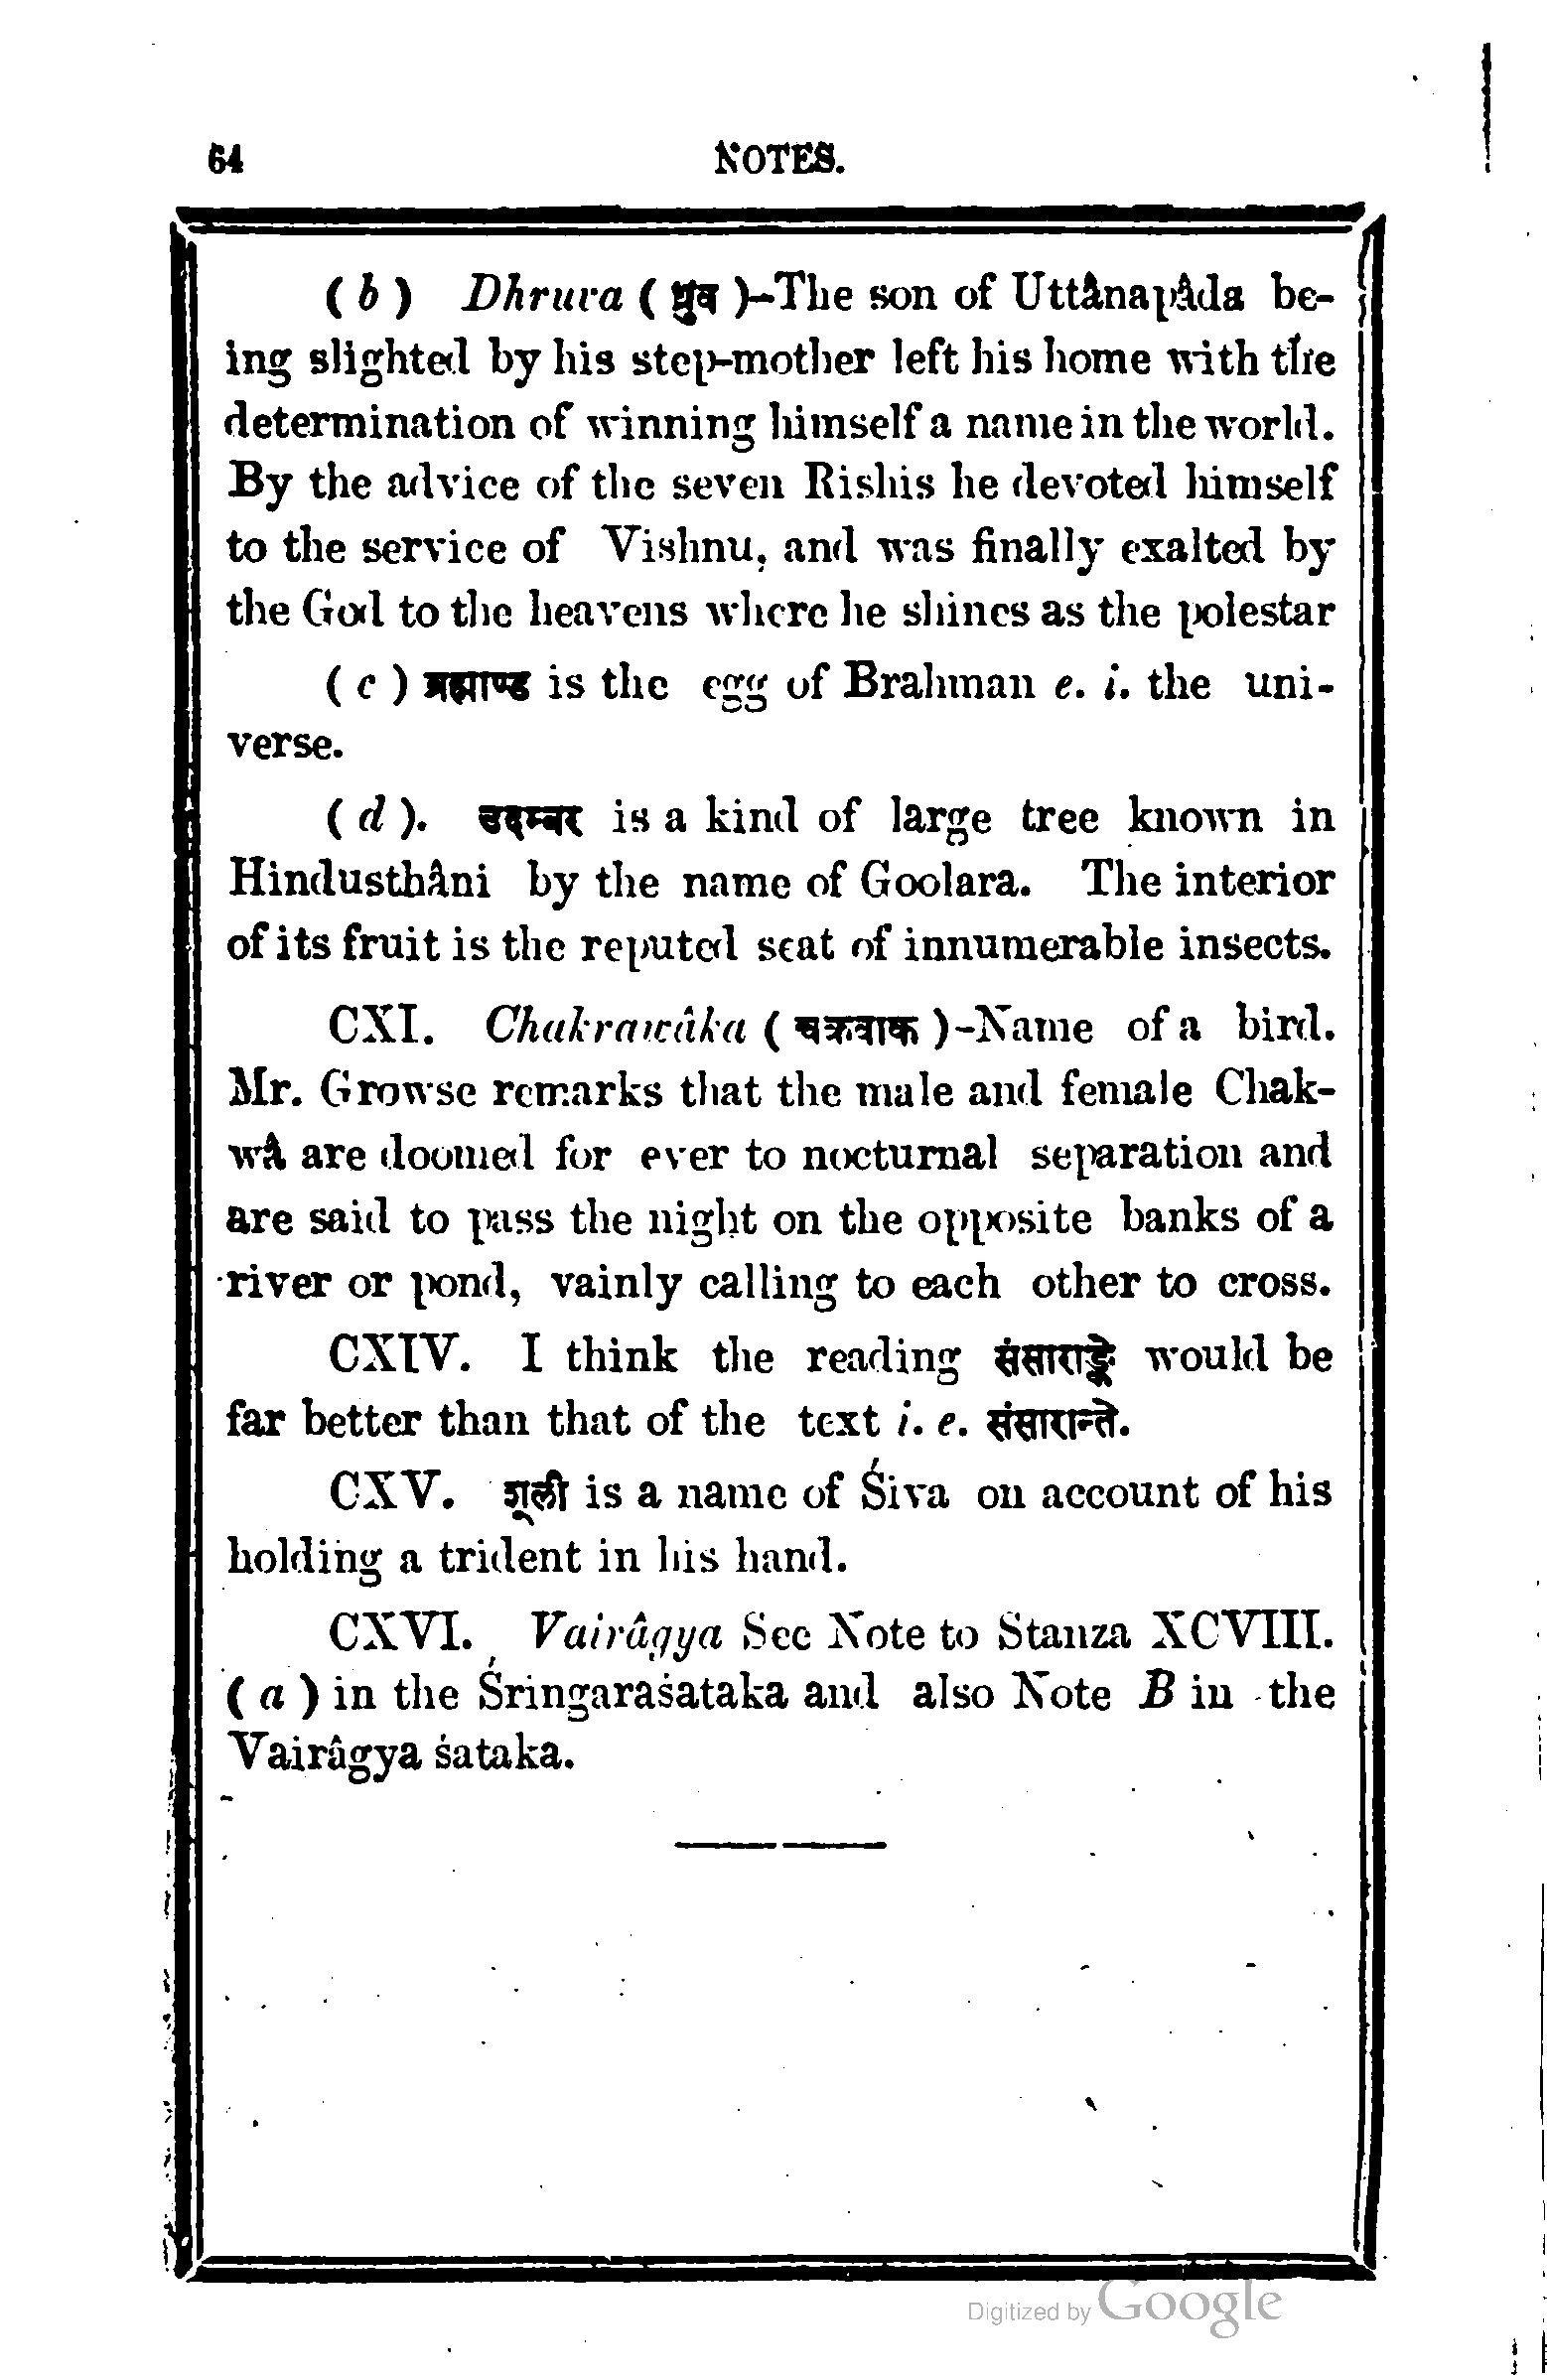 64 NOTES.
( b ) Dhruva ( ध्रुव )-The son of Uttânapâda be-
ing slighted by his step-mother left his home with the
determination of winning himself a name in the world.
By the advice of the seven Rishis he devoted himself
to the service of Vishnu, and was finally exalted by
the God to the heavens where he shines as the polestar
( c ) ब्रह्माण्ड is the egg of Brahman e. i. the uni-
verse.
( d ). उदम्बर is a kind of large tree known in
Hindusthâni by the name of Goolara. The interior
of its fruit is the reputed seat of innumerable insects.
CXI. Chakrawâka ( चक्रवाक )-Name of a bird.
Mr. Growse remarks that the male and female Chak-
wâ are doomed for ever to nocturnal separation and
are said to pass the night on the opposite banks of a
river or pond, vainly calling to each other to cross.
CXIV. I think the reading would be
far better than that of the text i. e. संसारान्ते.
CXV. शूली is a name of Śiva on account of his
holding a trident in his hand.
CXVI. Vairâgya See Note to Stanza XCVIII.
( a ) in the Śringaraśataka and also Note B in the
Vairâgya śataka.
Digitized by Google